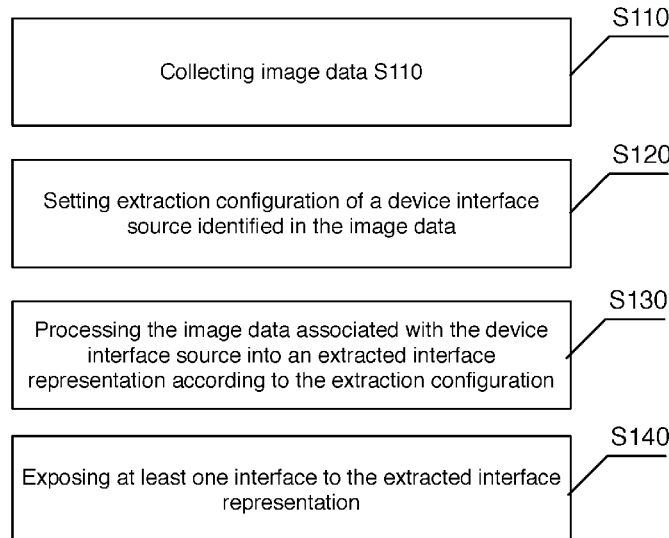 S110
Collecting image data S110
S120
Setting extraction configuration of a device interface
source identified in the image data
S130
Processing the image data associated with the device
interface source into an extracted interface
representation according to the extraction configuration
S140
Exposing at least one interface to the extracted interface
representation